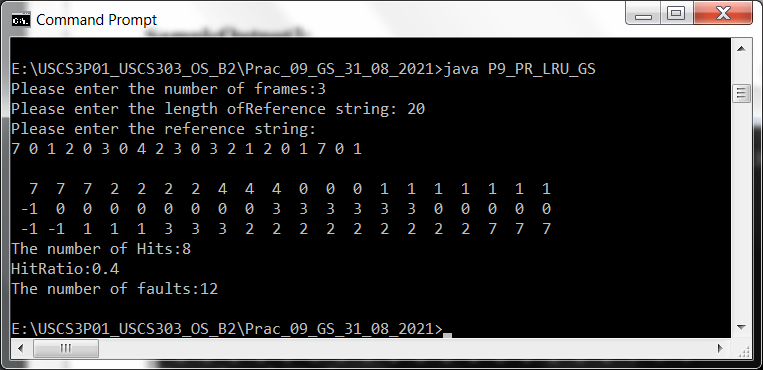 Command Prompt
E:\USCS3P01_USCS303_OS_B2\Prac_09_GS_31_08_2021>java P9_PR_LRU_GS
Please enter the number of frames:3
Please enter the length ofReference string: 20
Please enter the reference string:
7 0 1 2 0 3 0 4 2 3 0 3 2 1 2 0 1 7 0 1
7 7 7 2 2 2 2 4 4 4 0 0 0 1 1 1 1 1 1 1
-1 0 0 0 0 0 0 0 0 3 3 3 3 3 3 0 0 0 0 0
-1 -1 1 1 1 3 3 3 2 2 2 2 2 2 2 2 2 7 7 7
The number of Hits:8
HitRatio:0.4
The number of faults:12
E:\USCS3P01_USCS303_OS_B2\Prac_09_GS_31_08_2021>